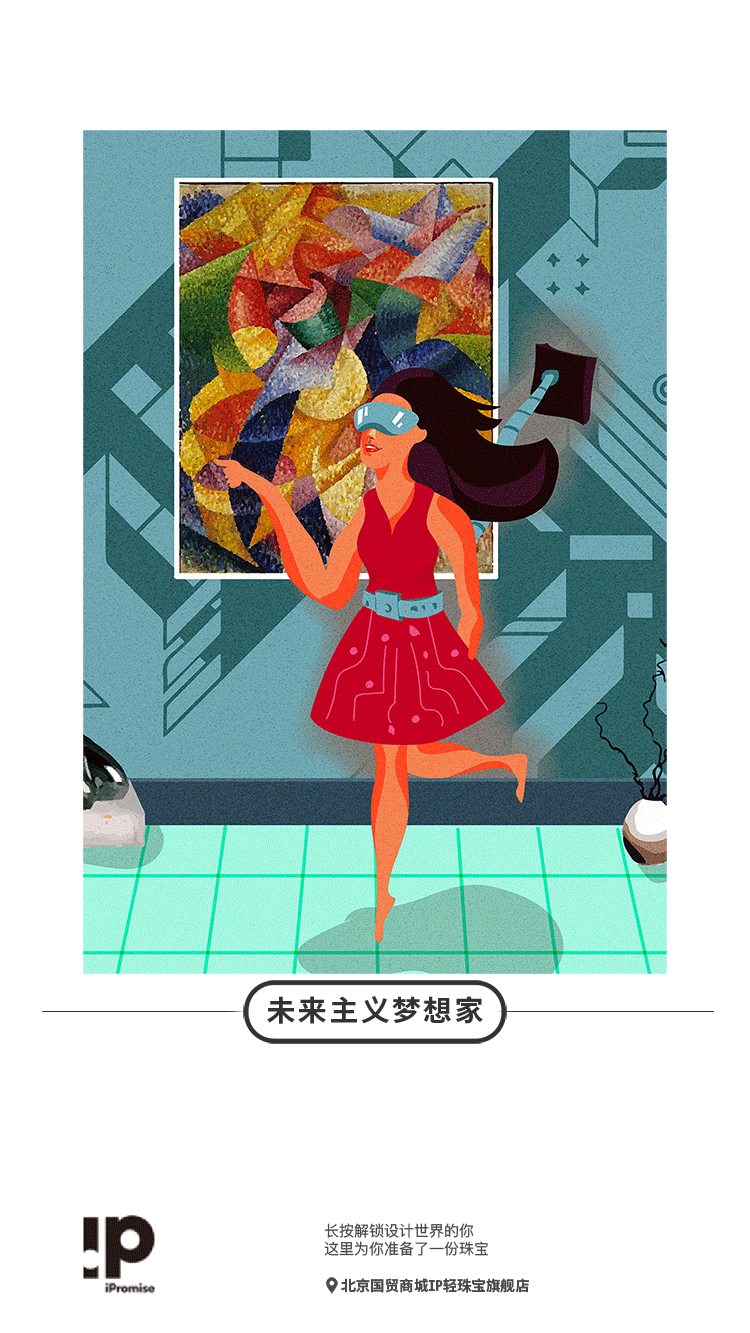 未来主义梦想家
!P
iPromise
长按解锁设计世界的你
这里为你准备了一份珠宝
北京国贸商城IP轻珠宝旗舰店